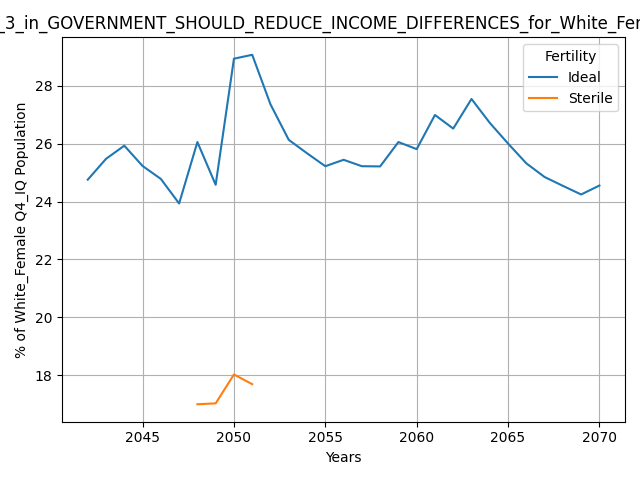 _3_in_GOVERNMENT_SHOULD_REDUCE_INCOME_DIFFERENCES_for_White_Fem
Fertility
Ideal
Sterile
% of White_Female Q4_IQ Population
28
26
24
22
20
18
2045
2050
2055
2060
2065
2070
Years